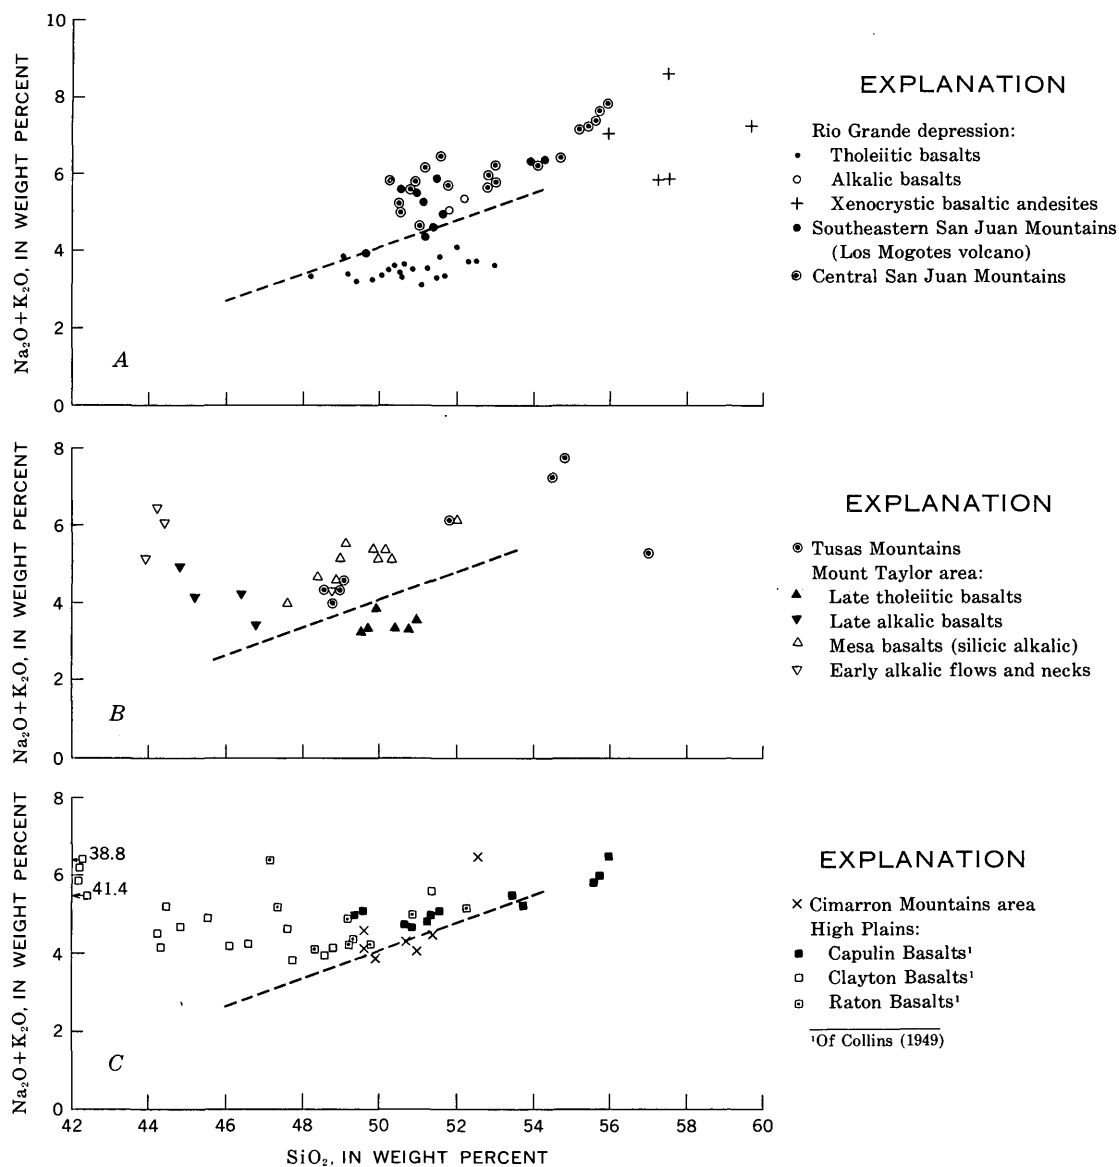 10
8
6
4
2
0
Na₂O+K₂O, IN WEIGHT PERCENT
A
EXPLANATION
Rio Grande depression:
Tholeiitic basalts
Alkalic basalts
Xenocrystic basaltic andesites
Southeastern San Juan Mountains
(Los Mogotes volcano)
Central San Juan Mountains
8
6
4
2
0
Na₂O+K₂O, IN WEIGHT PERCENT
B
EXPLANATION
Tusas Mountains
Mount Taylor area:
Late tholeiitic basalts
Late alkalic basalts
Mesa basalts (silicic alkalic)
Early alkalic flows and necks
8
6
4
2
0
Na₂O+K₂O, IN WEIGHT PERCENT
38.8
41.4
C
EXPLANATION
Cimarron Mountains area
High Plains:
Capulin Basalts¹
Clayton Basalts¹
Raton Basalts¹
¹Of Collins (1949)
42 44 46 48 50 52 54 56 58 60
SiO₂, IN WEIGHT PERCENT